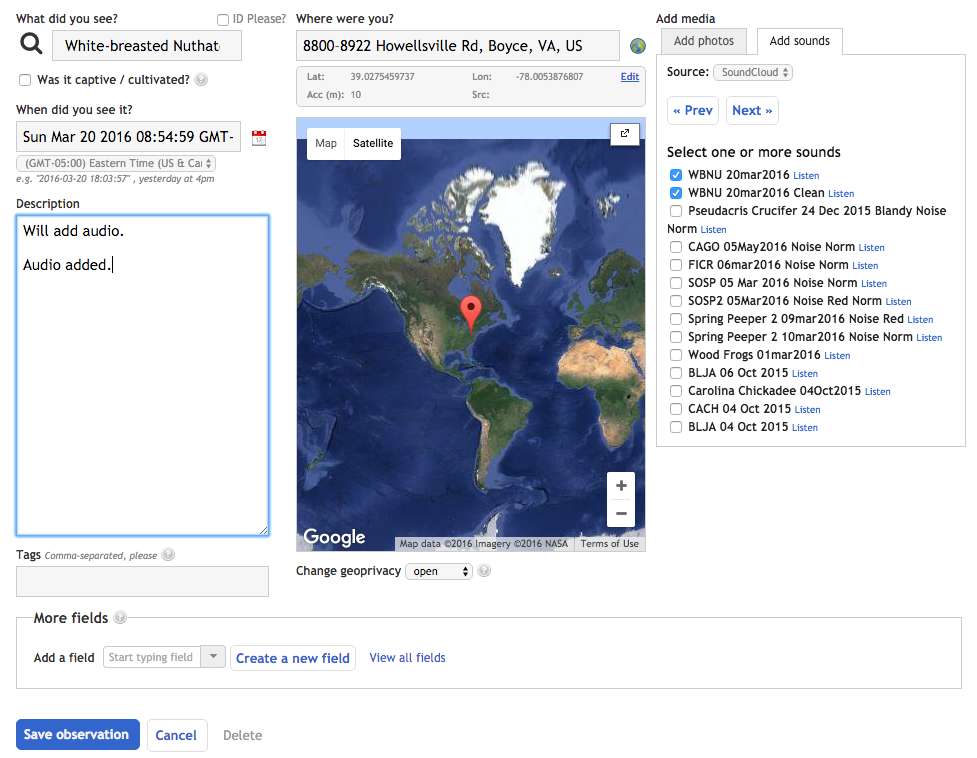 What did you see?
ID Please?
White-breasted Nuthat
Was it captive / cultivated? ?
When did you see it?
Sun Mar 20 2016 08:54:59 GMT-
(GMT-05:00) Eastern Time (US & Ca
e.g. "2016-03-20 18:03:57" , yesterday at 4pm
Description
Will add audio.
Audio added.
Tags Comma-separated, please ?
Where were you?
8800-8922 Howellsville Rd, Boyce, VA, US
Lat: 39.0275459737 Lon: -78.0053876807 Edit
Acc (m): 10 Src:
Map Satellite
+
−
Google
Map data ©2016 Imagery ©2016 NASA Terms of Use
Change geoprivacy open ?
Add media
Add photos Add sounds
Source: SoundCloud
« Prev Next »
Select one or more sounds
WBNU 20mar2016 Listen
WBNU 20mar2016 Clean Listen
Pseudacris Crucifer 24 Dec 2015 Blandy Noise
Norm Listen
CAGO 05May2016 Noise Norm Listen
FICR 06mar2016 Noise Norm Listen
SOSP 05 Mar 2016 Noise Norm Listen
SOSP2 05Mar2016 Noise Red Norm Listen
Spring Peeper 2 09mar2016 Noise Red Listen
Spring Peeper 2 10mar2016 Noise Norm Listen
Wood Frogs 01mar2016 Listen
BLJA 06 Oct 2015 Listen
Carolina Chickadee 04Oct2015 Listen
CACH 04 Oct 2015 Listen
BLJA 04 Oct 2015 Listen
More fields ?
Add a field Start typing field Create a new field View all fields
Save observation Cancel Delete